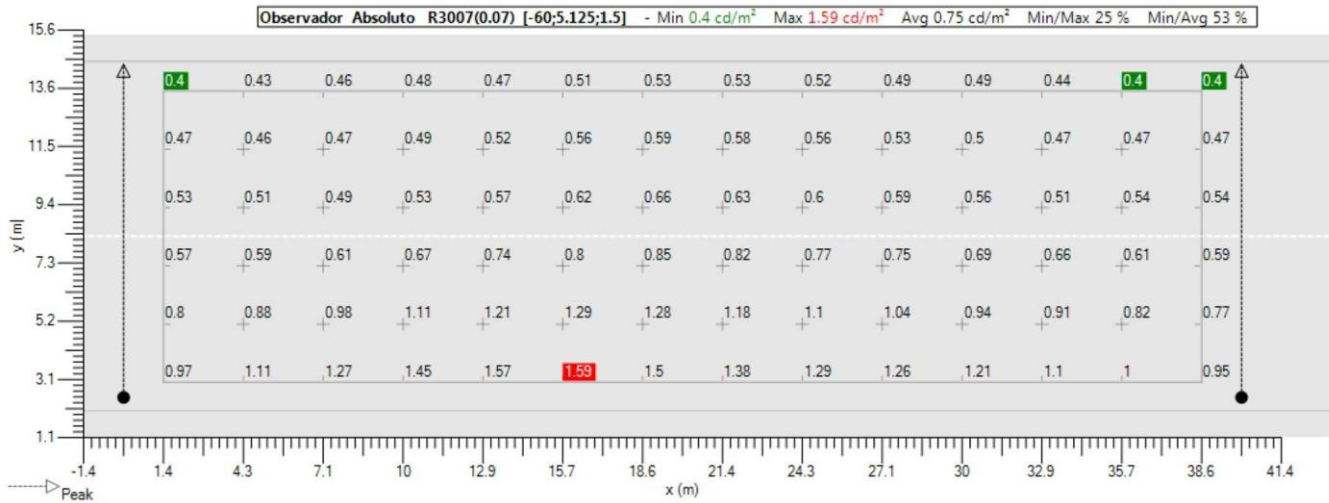 Observador Absoluto R3007(0.07) [-60;5.125;1.5] - Min 0.4 cd/m² Max 1.59 cd/m² Avg 0.75 cd/m² Min/Max 25 % Min/Avg 53 %
15.6
0.4 0.43 0.46 0.48 0.47 0.51 0.53 0.53 0.52 0.49 0.49 0.44 0.4 0.4
13.6
0.47 0.46 0.47 0.49 0.52 0.56 0.59 0.58 0.56 0.53 0.5 0.47 0.47 0.47
11.5
0.53 0.51 0.49 0.53 0.57 0.62 0.66 0.63 0.6 0.59 0.56 0.51 0.54 0.54
9.4
y (m)
0.57 0.59 0.61 0.67 0.74 0.8 0.85 0.82 0.77 0.75 0.69 0.66 0.61 0.59
7.3
0.8 0.88 0.98 1.11 1.21 1.29 1.28 1.18 1.1 1.04 0.94 0.91 0.82 0.77
5.2
0.97 1.11 1.27 1.45 1.57 1.59 1.5 1.38 1.29 1.26 1.21 1.1 1 0.95
3.1
1.1
-1.4 1.4 4.3 7.1 10 12.9 15.7 18.6 21.4 24.3 27.1 30 32.9 35.7 38.6 41.4
x (m)
Peak